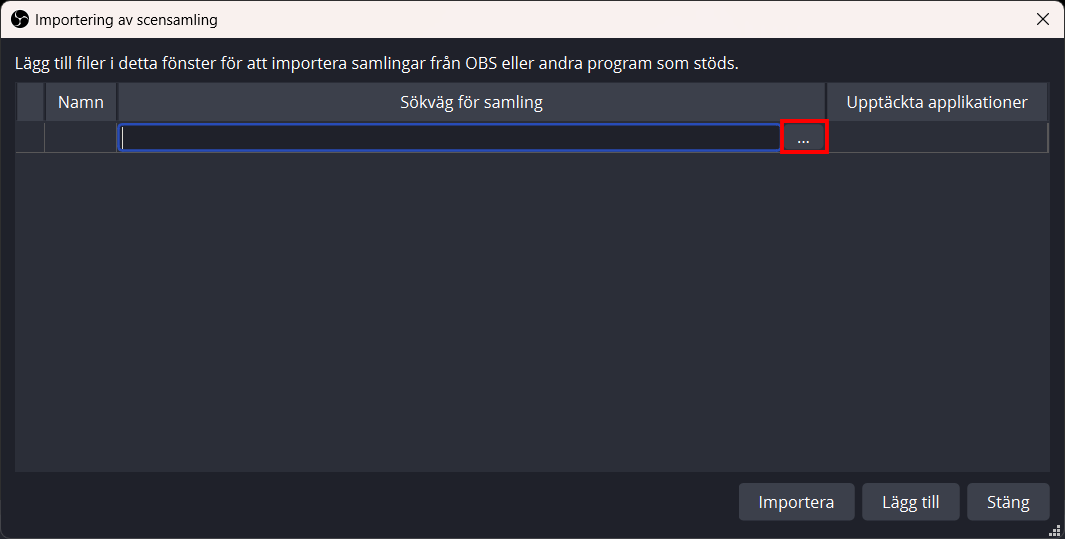 Importering av scensamling
Lägg till filer i detta fönster för att importera samlingar från OBS eller andra program som stöds.
Namn Sökväg för samling Upptäckta applikationer
...
Importera Lägg till Stäng